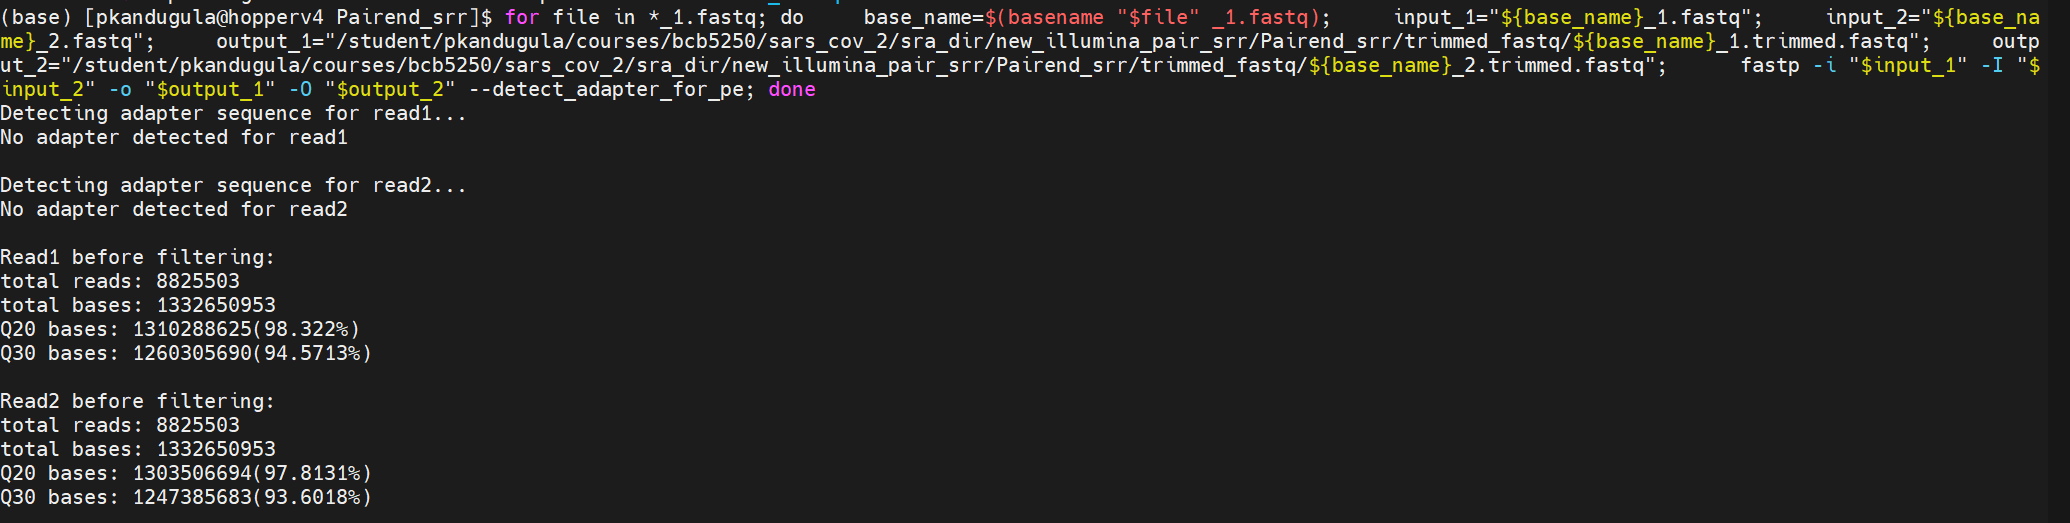 (base) [pkandugula@hopperv4 Pairend_srr]$ for file in *_1.fastq; do     base_name=$(basename "$file" _1.fastq);     input_1="${base_name}_1.fastq";     input_2="${base_na
me}_2.fastq";     output_1="/student/pkandugula/courses/bcb5250/sars_cov_2/sra_dir/new_illumina_pair_srr/Pairend_srr/trimmed_fastq/${base_name}_1.trimmed.fastq";     outp
ut_2="/student/pkandugula/courses/bcb5250/sars_cov_2/sra_dir/new_illumina_pair_srr/Pairend_srr/trimmed_fastq/${base_name}_2.trimmed.fastq";      fastp -i "$input_1" -I "$
input_2" -o "$output_1" -O "$output_2" --detect_adapter_for_pe; done
Detecting adapter sequence for read1...
No adapter detected for read1

Detecting adapter sequence for read2...
No adapter detected for read2

Read1 before filtering:
total reads: 8825503
total bases: 1332650953
Q20 bases: 1310288625(98.322%)
Q30 bases: 1260305690(94.5713%)

Read2 before filtering:
total reads: 8825503
total bases: 1332650953
Q20 bases: 1303506694(97.8131%)
Q30 bases: 1247385683(93.6018%)